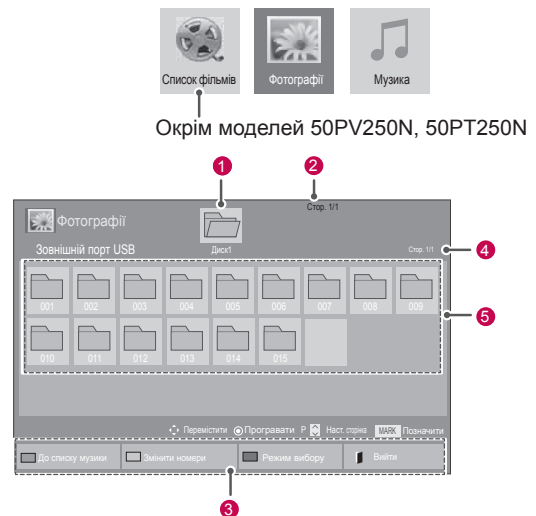 Список фільмів Фотографії Музика
Окрім моделей 50PV250N, 50PT250N
1 2
Стор. 1/1
Фотографії
Зовнішній порт USB Диск1 Стор. 1/1 4
001 002 003 004 005 006 007 008 009
5
010 011 012 013 014 015
Перемістити Програвати P Наст. сторінка MARK Позначити
До списку музики Змінити номери Режим вибору Вийти
3